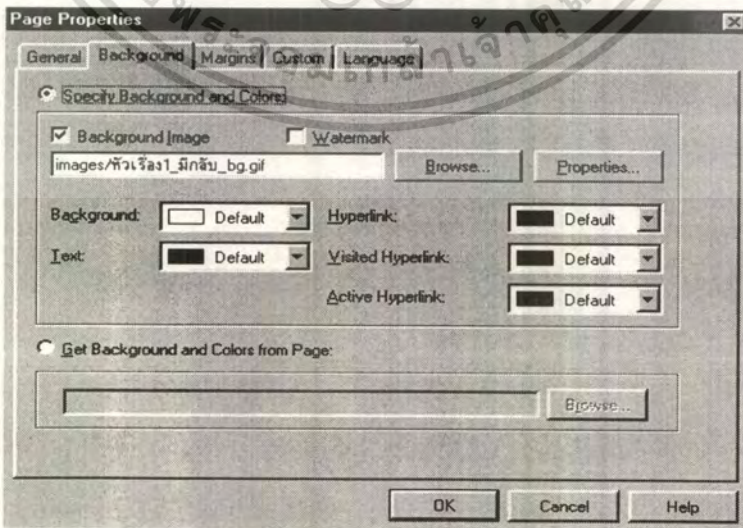 Page Properties
General Background Margins Custom Language
Specify Background and Colors
Background Image Watermark
images/หัวเรื่อง1_มีกลับ_bg.gif Browse... Properties...
Background: Default Hyperlink: Default
Text: Default Visited Hyperlink: Default
Active Hyperlink: Default
Get Background and Colors from Page:
Browse...
OK Cancel Help